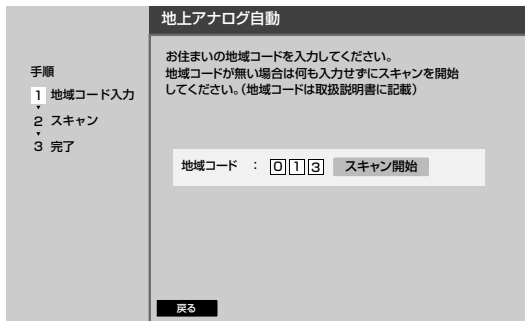 地上アナログ自動
お住まいの地域コードを入力してください。
地域コードが無い場合は何も入力せずにスキャンを開始
してください。（地域コードは取扱説明書に記載）
手順
1 地域コード入力
2 スキャン
3 完了
地域コード : 0 1 3 スキャン開始
戻る